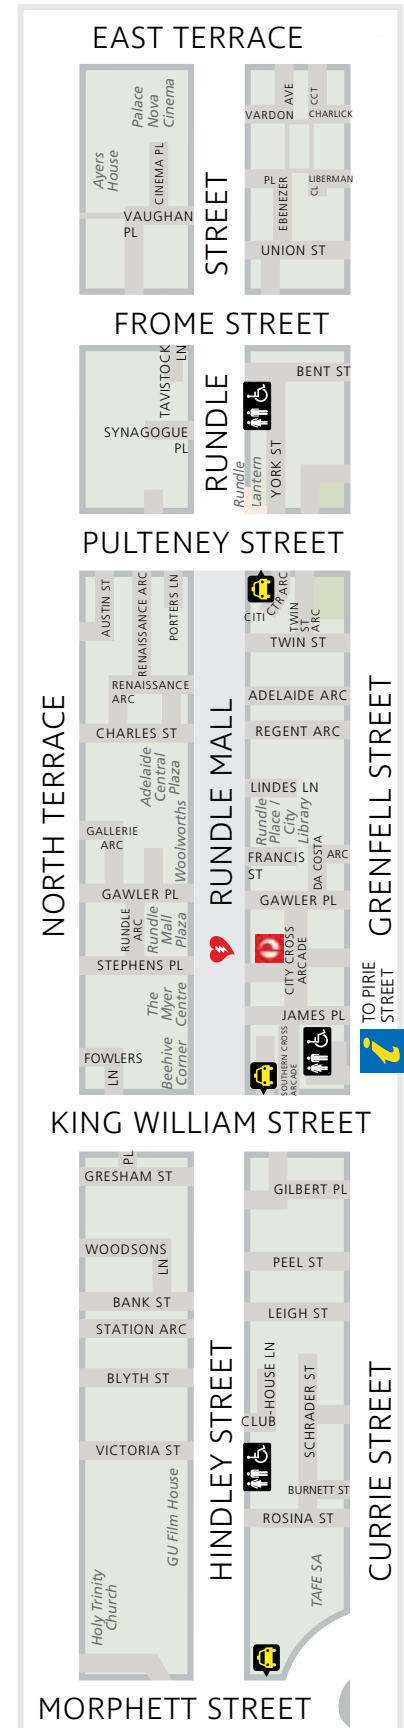 EAST TERRACE
Palace
Nova
Cinema
Ayers
House
CINEMA PL
VAUGHAN
PL
AVE
CCT
VARDON
CHARLICK
PL
EBENEZER
LIBERMAN
CL
UNION ST
STREET
FROME STREET
TAVISTOCK
LN
SYNAGOGUE
PL
RUNDLE
BENT ST
Rundle
Lantern
YORK ST
PULTENEY STREET
AUSTIN ST
RENAISSANCE ARC
PORTERS LN
RENAISSANCE
ARC
CHARLES ST
Adelaide
Central
Plaza
Woolworths
GALLERIE
ARC
GAWLER PL
RUNDLE
ARC
Rundle
Mall
Plaza
STEPHENS PL
The
Myer
Centre
FOWLERS
LN
Beehive
Corner
NORTH TERRACE
RUNDLE MALL
CITI
CTR ARC
TWIN
ST
ARC
TWIN ST
ADELAIDE ARC
REGENT ARC
LINDES LN
Rundle
Place /
City
Library
FRANCIS
ST
DA COSTA
ARC
GAWLER PL
CITY CROSS
ARCADE
JAMES PL
SOUTHERN CROSS
ARCADE
GRENFELL STREET
TO PIRIE
STREET
i
KING WILLIAM STREET
PL
GRESHAM ST
WOODSONS
LN
BANK ST
STATION ARC
BLYTH ST
VICTORIA ST
GU Film House
Holy Trinity
Church
HINDLEY STREET
GILBERT PL
PEEL ST
LEIGH ST
CLUB
-HOUSE LN
SCHRADER ST
BURNETT ST
ROSINA ST
TAFE SA
CURRIE STREET
MORPHETT STREET